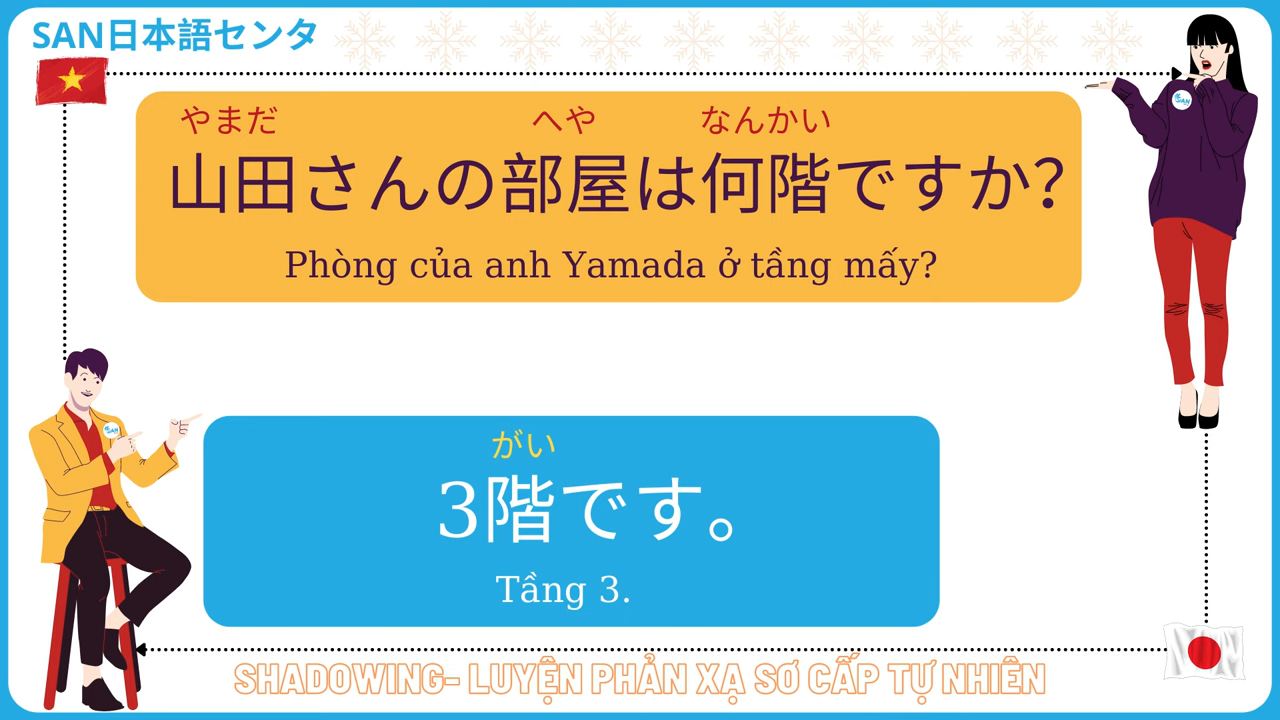 SAN日本語センタ
やまだ へや なんかい
山田さんの部屋は何階ですか?
Phòng của anh Yamada ở tầng mấy?
がい
3階です。
Tầng 3.
SHADOWING- LUYỆN PHẢN XẠ SƠ CẤP TỰ NHIÊN
SAN
SAN